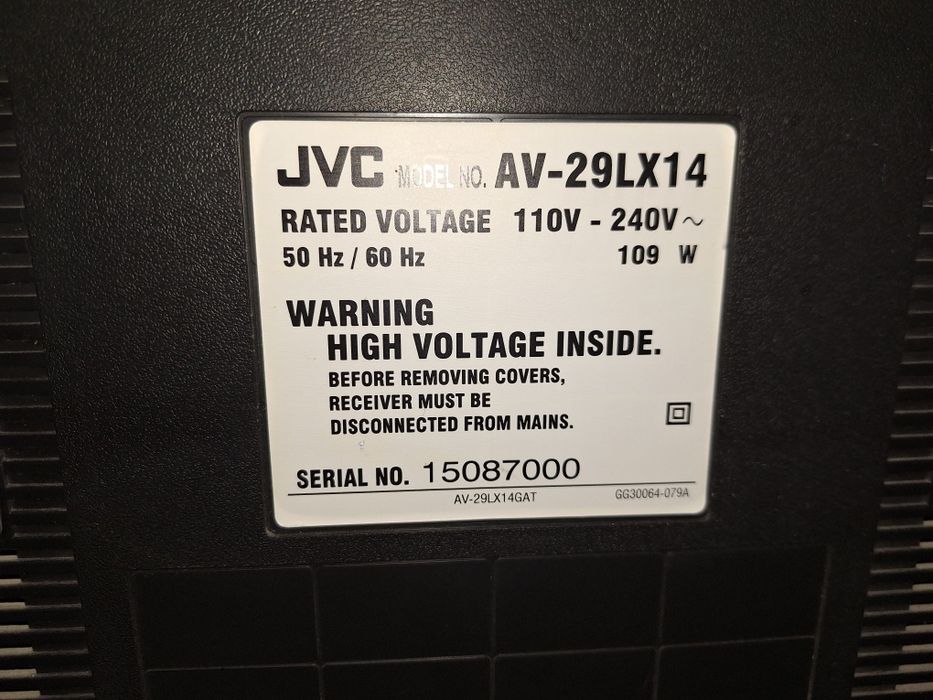 JVC MODEL NO. AV-29LX14
RATED VOLTAGE 110V - 240V~
50 Hz / 60 Hz 109 W
WARNING
HIGH VOLTAGE INSIDE.
BEFORE REMOVING COVERS,
RECEIVER MUST BE
DISCONNECTED FROM MAINS.
SERIAL NO. 15087000
AV-29LX14GAT GG30064-079A